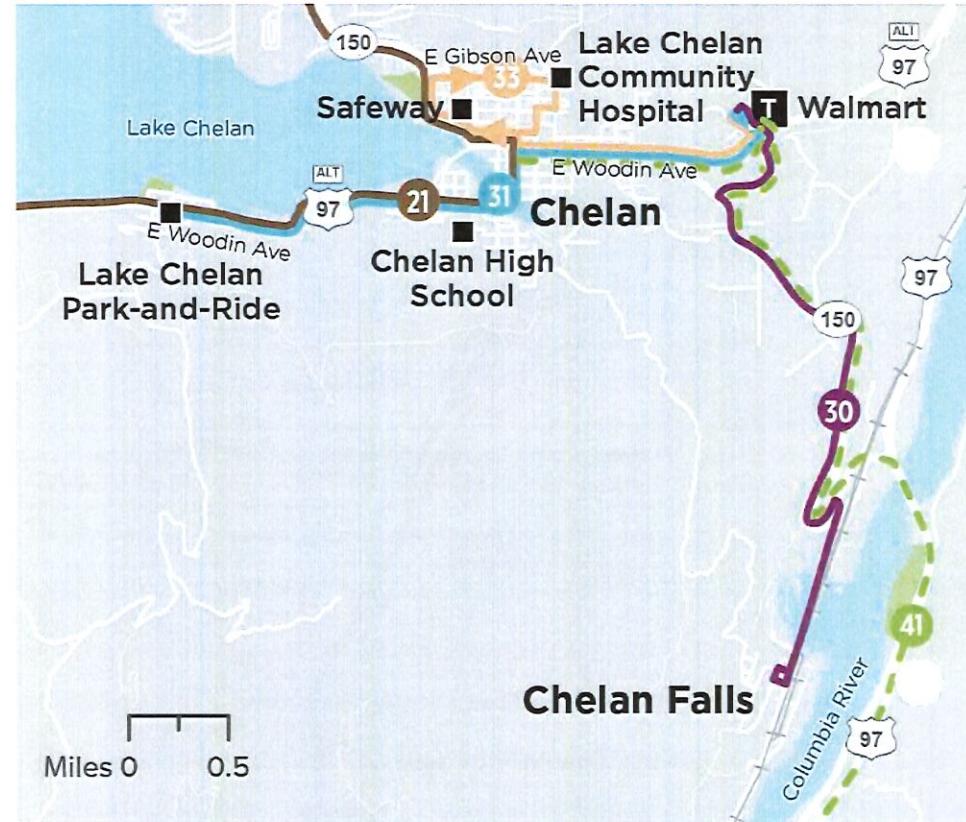 150
E Gibson Ave
33
Lake Chelan
Community
Hospital
ALT
97
Safeway
T Walmart
Lake Chelan
E Woodin Ave
ALT
97
21
31
Chelan
E Woodin Ave
Lake Chelan
Park-and-Ride
Chelan High
School
97
150
30
41
Chelan Falls
Columbia River
97
Miles 0 0.5